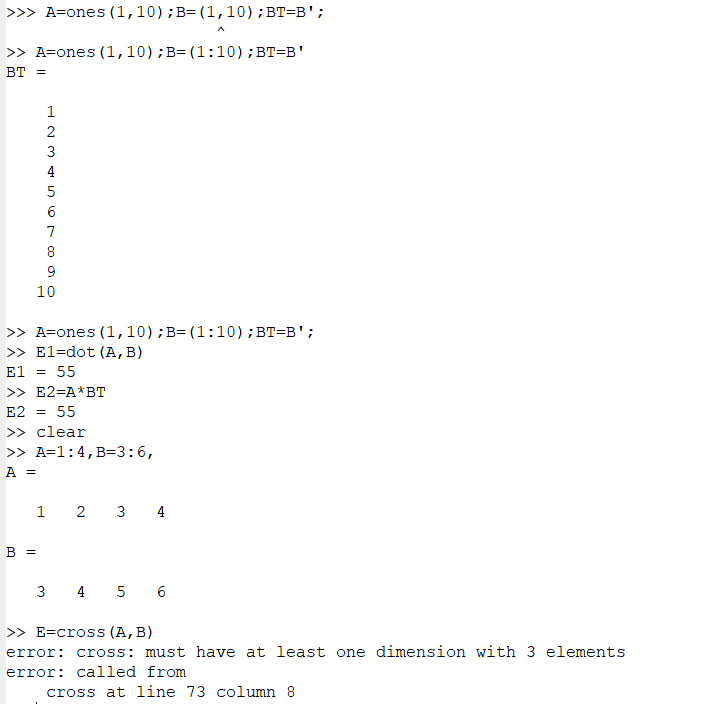 >>> A=ones(1,10);B=(1,10);BT=B';
^
>> A=ones(1,10);B=(1:10);BT=B'
BT =
1
2
3
4
5
6
7
8
9
10
>> A=ones(1,10);B=(1:10);BT=B';
>> E1=dot(A,B)
E1 = 55
>> E2=A*BT
E2 = 55
>> clear
>> A=1:4,B=3:6,
A =
1 2 3 4
B =
3 4 5 6
>> E=cross(A,B)
error: cross: must have at least one dimension with 3 elements
error: called from
cross at line 73 column 8